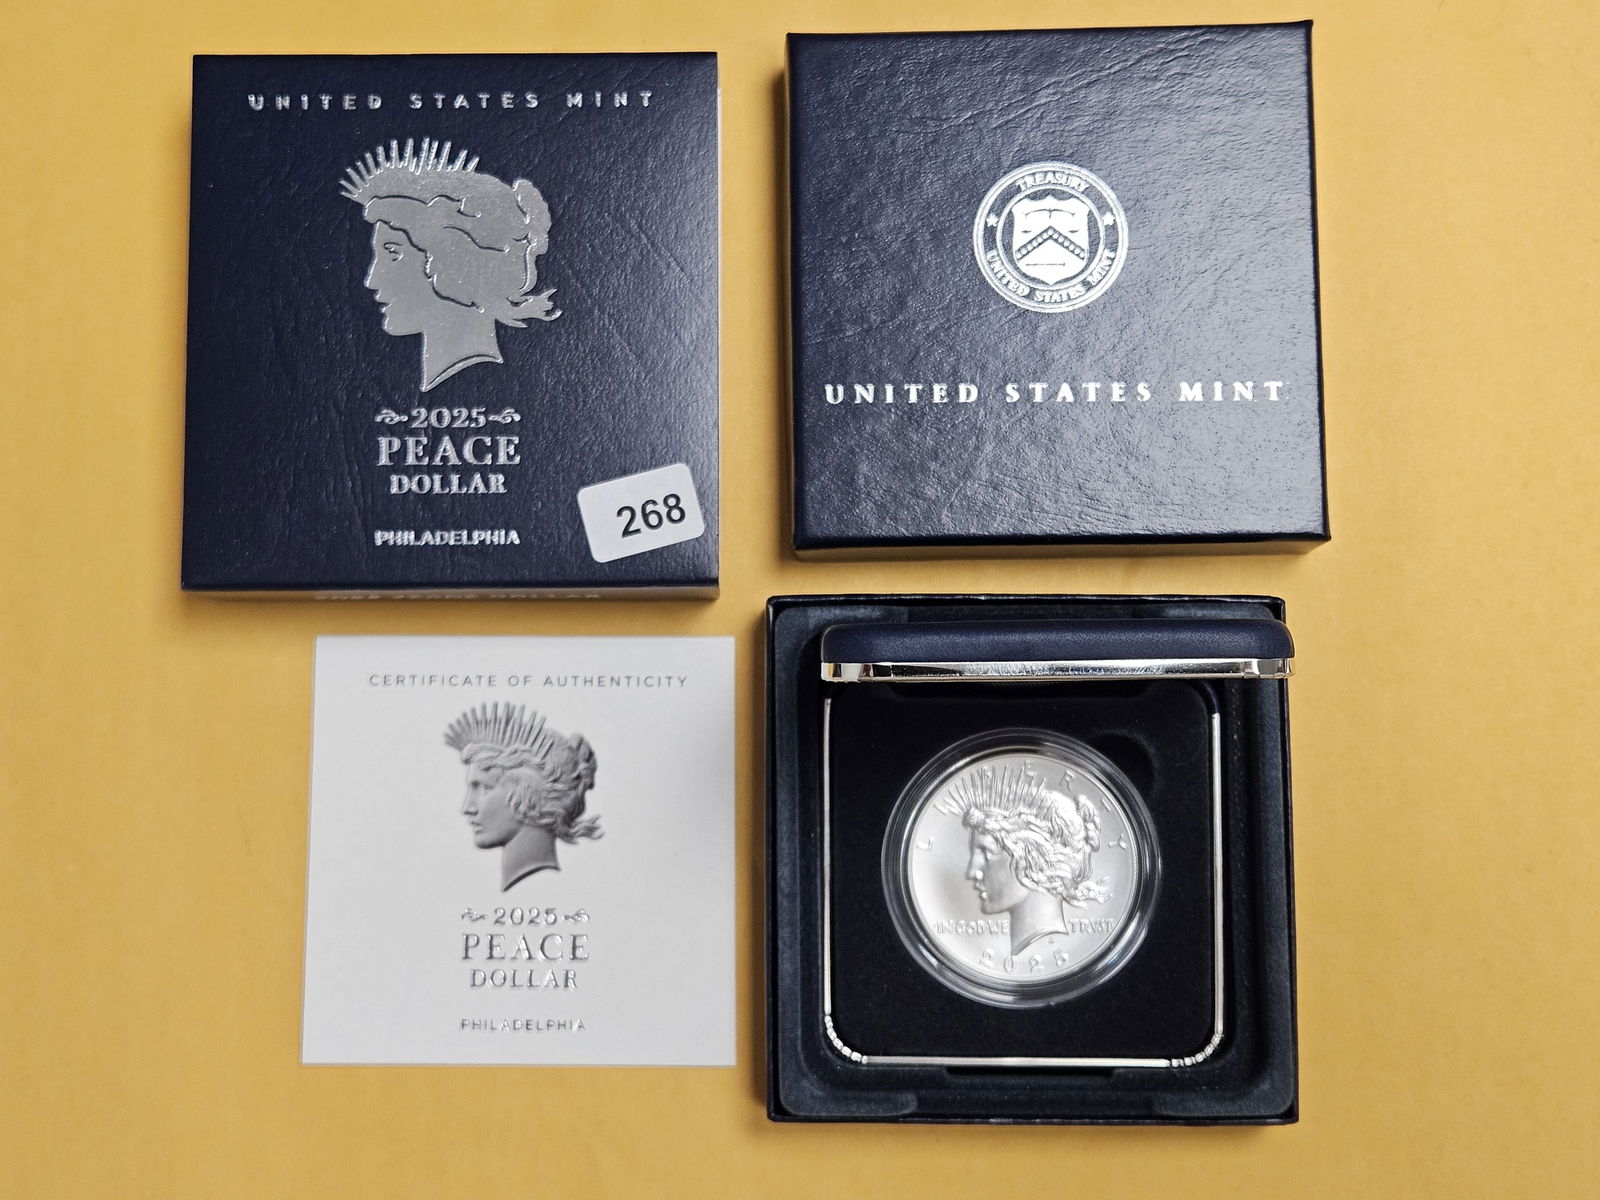 UNITED STATES MINT
2025
PEACE
DOLLAR
PHILADELPHIA
268
TREASURY
UNITED STATES MINT
UNITED STATES MINT
CERTIFICATE OF AUTHENTICITY
2025
PEACE
DOLLAR
PHILADELPHIA
LIBERTY
IN GOD WE TRVST
2025